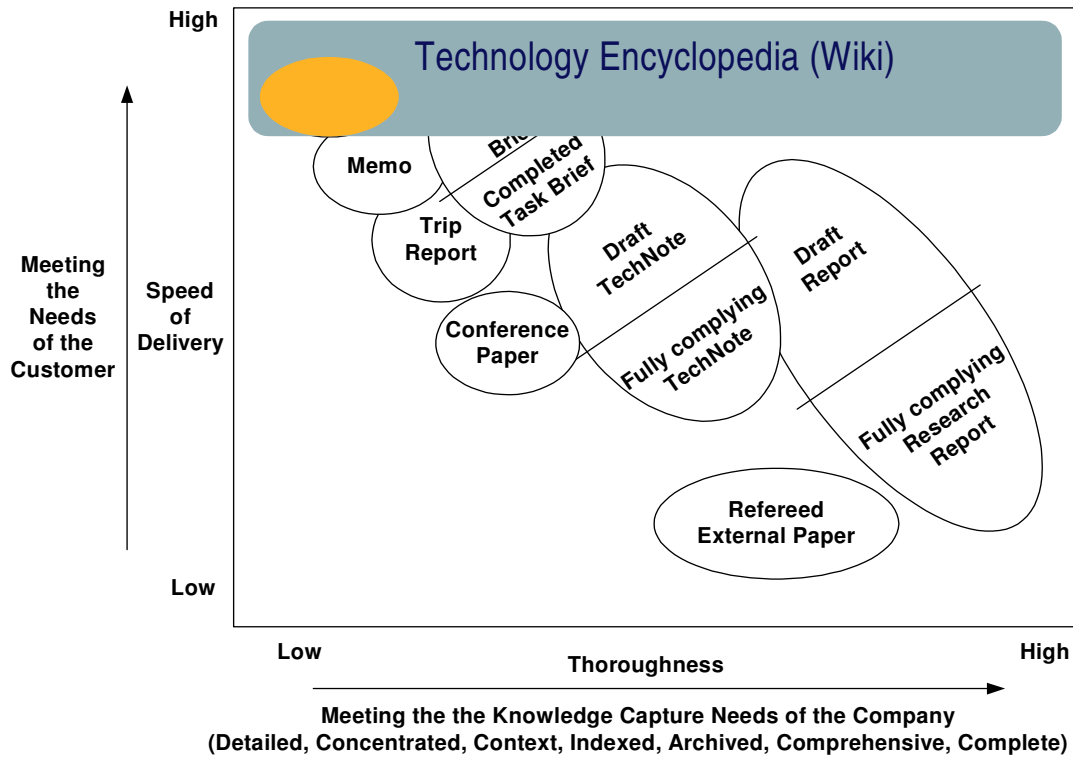 High
Technology Encyclopedia (Wiki)
Memo
Completed
Task Brief
Trip
Report
Draft
TechNote
Draft
Report
Meeting
the
Needs
of the
Customer
Speed
of
Delivery
Conference
Paper
Fully complying
TechNote
Fully complying
Research
Report
Refereed
External Paper
Low
Low
Thoroughness
High
Meeting the the Knowledge Capture Needs of the Company
(Detailed, Concentrated, Context, Indexed, Archived, Comprehensive, Complete)